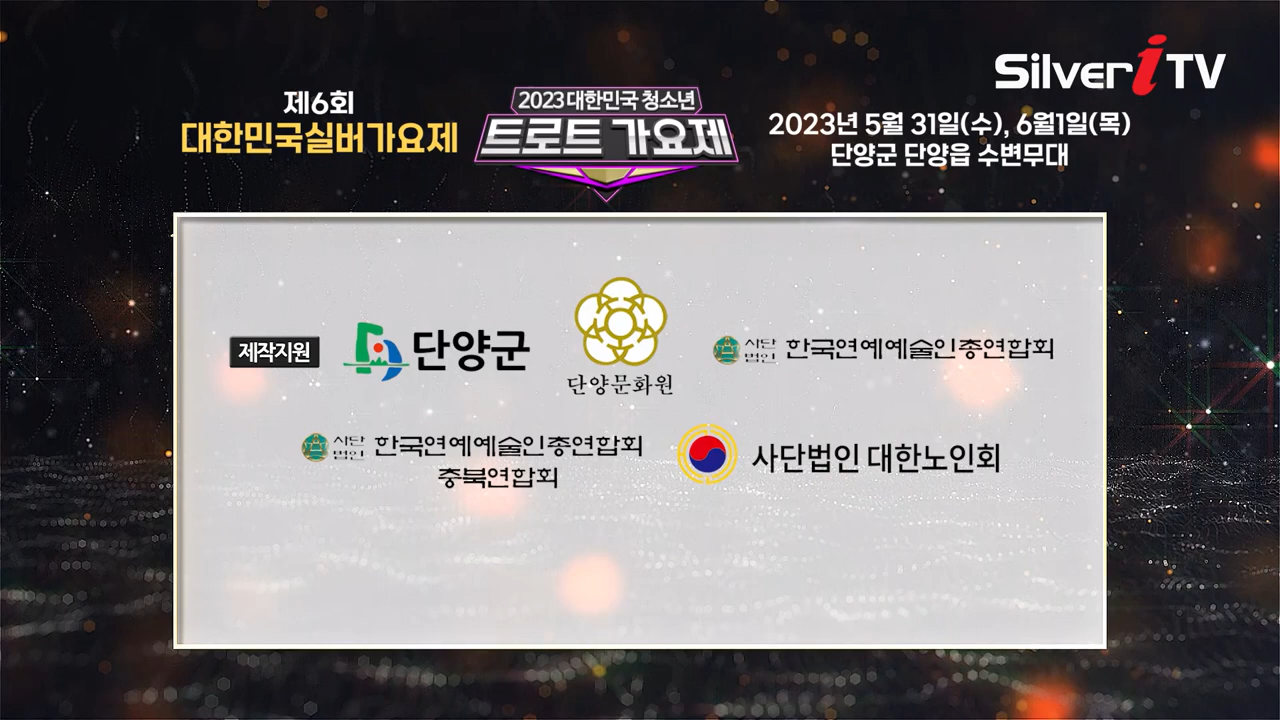 Silver i TV
제6회
대한민국실버가요제
2023 대한민국 청소년
트로트 가요제
2023년 5월 31일(수), 6월1일(목)
단양군 단양읍 수변무대
제작지원
단양군
단양문화원
사단법인 한국연예예술인총연합회
사단법인 한국연예예술인총연합회
충북연합회
사단법인 대한노인회